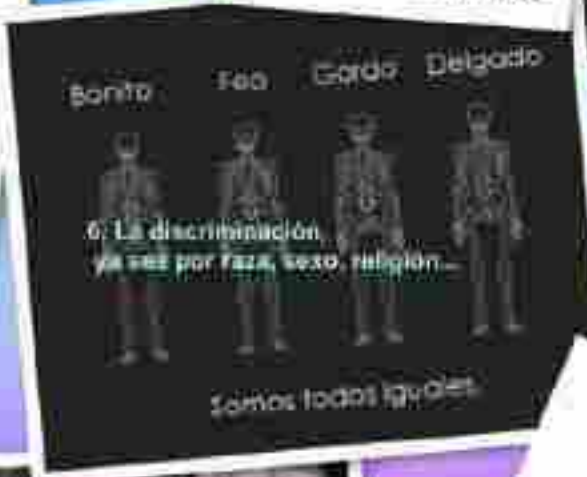 Bonito Feo Gordo Delgado
6. La discriminación,
ya sea por raza, sexo, religión...
Somos todos iguales.